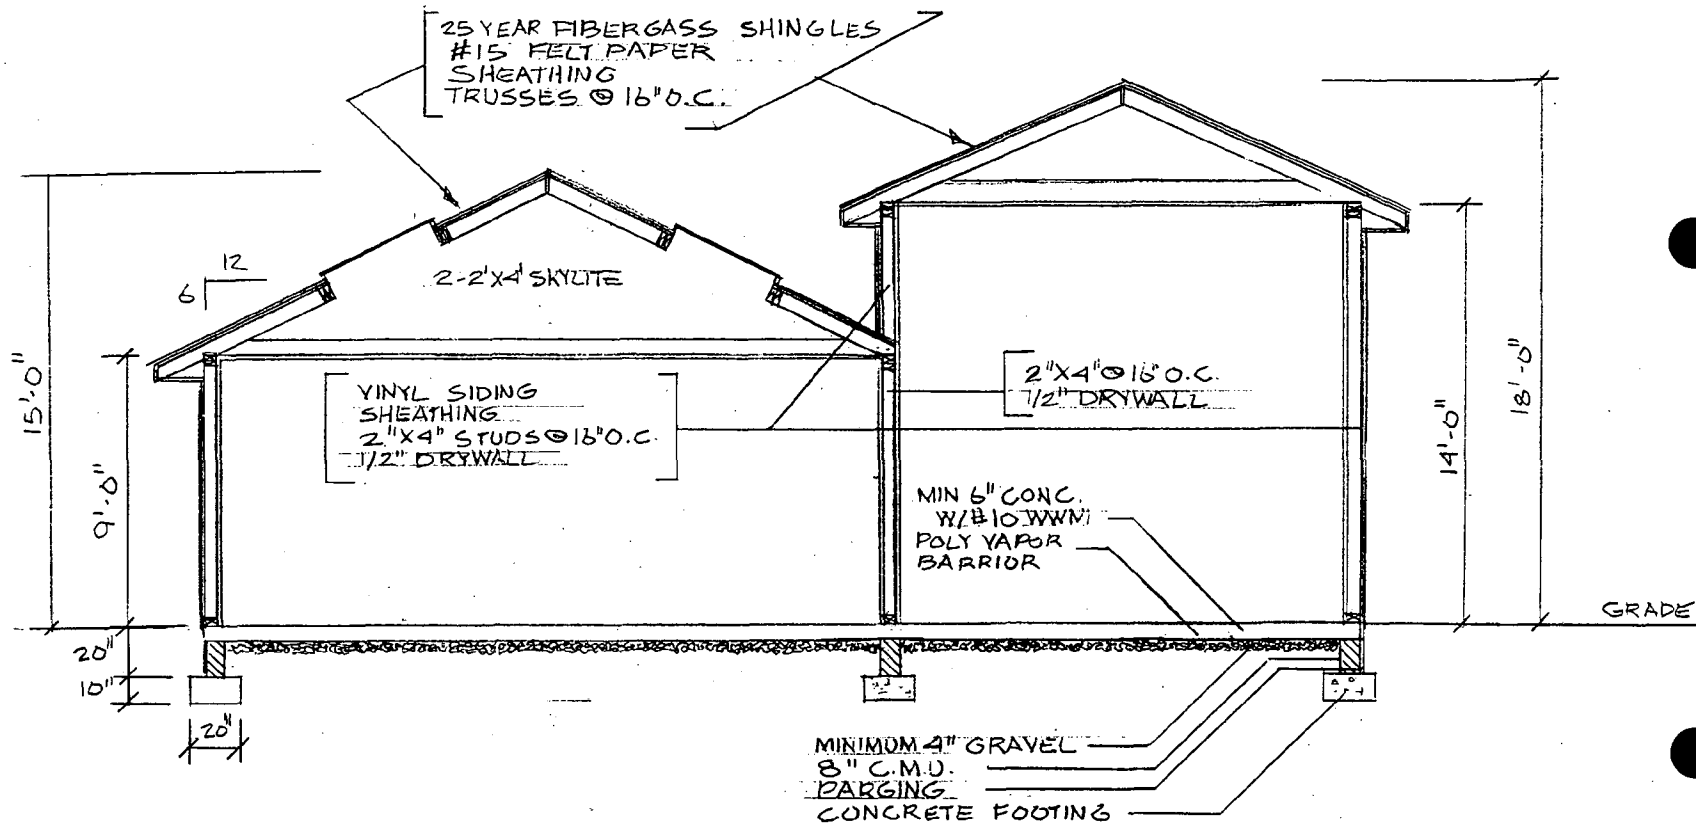 25 YEAR FIBERGASS SHINGLES
#15 FELT PAPER
SHEATHING
TRUSSES @ 16" O.C.
12
6
2-2'X4' SKYLITE
15'-0"
9'-0"
VINYL SIDING
SHEATHING
2"X4" STUDS @ 16" O.C.
1/2" DRYWALL
2"X4" @ 16" O.C.
1/2" DRYWALL
14'-0"
18'-0"
MIN 6" CONC.
W/#10 WWM
POLY VAPOR
BARRIOR
GRADE
20"
10"
20"
MINIMUM 4" GRAVEL
8" C.M.U.
PARGING
CONCRETE FOOTING